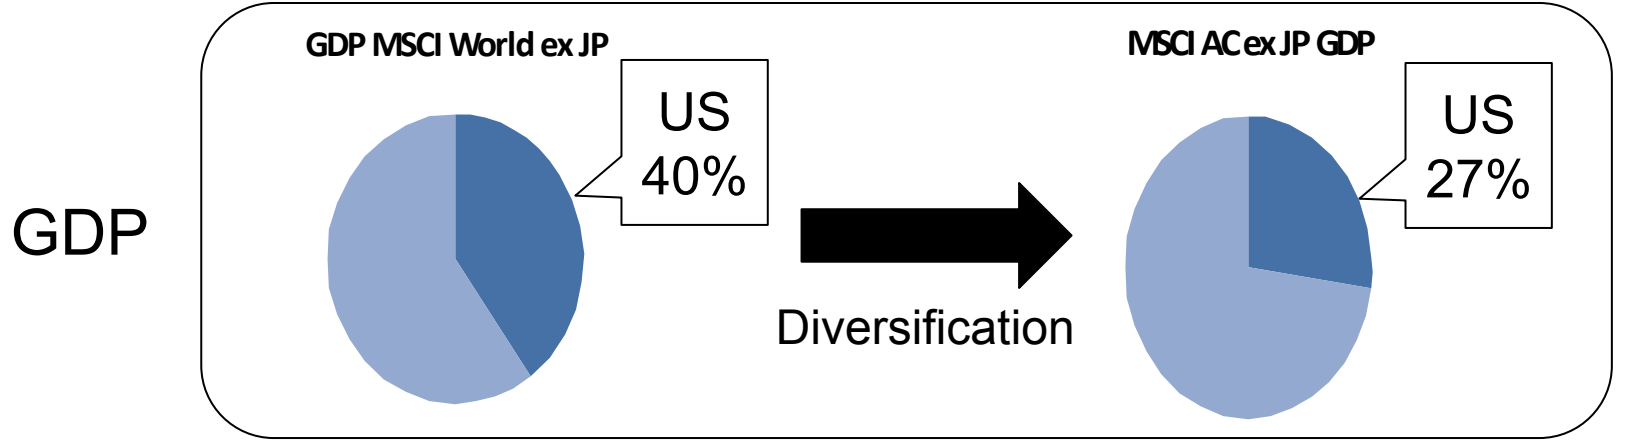 GDP MSCI World ex JP
MSCI AC ex JP GDP
US
40%
US
27%
GDP
Diversification